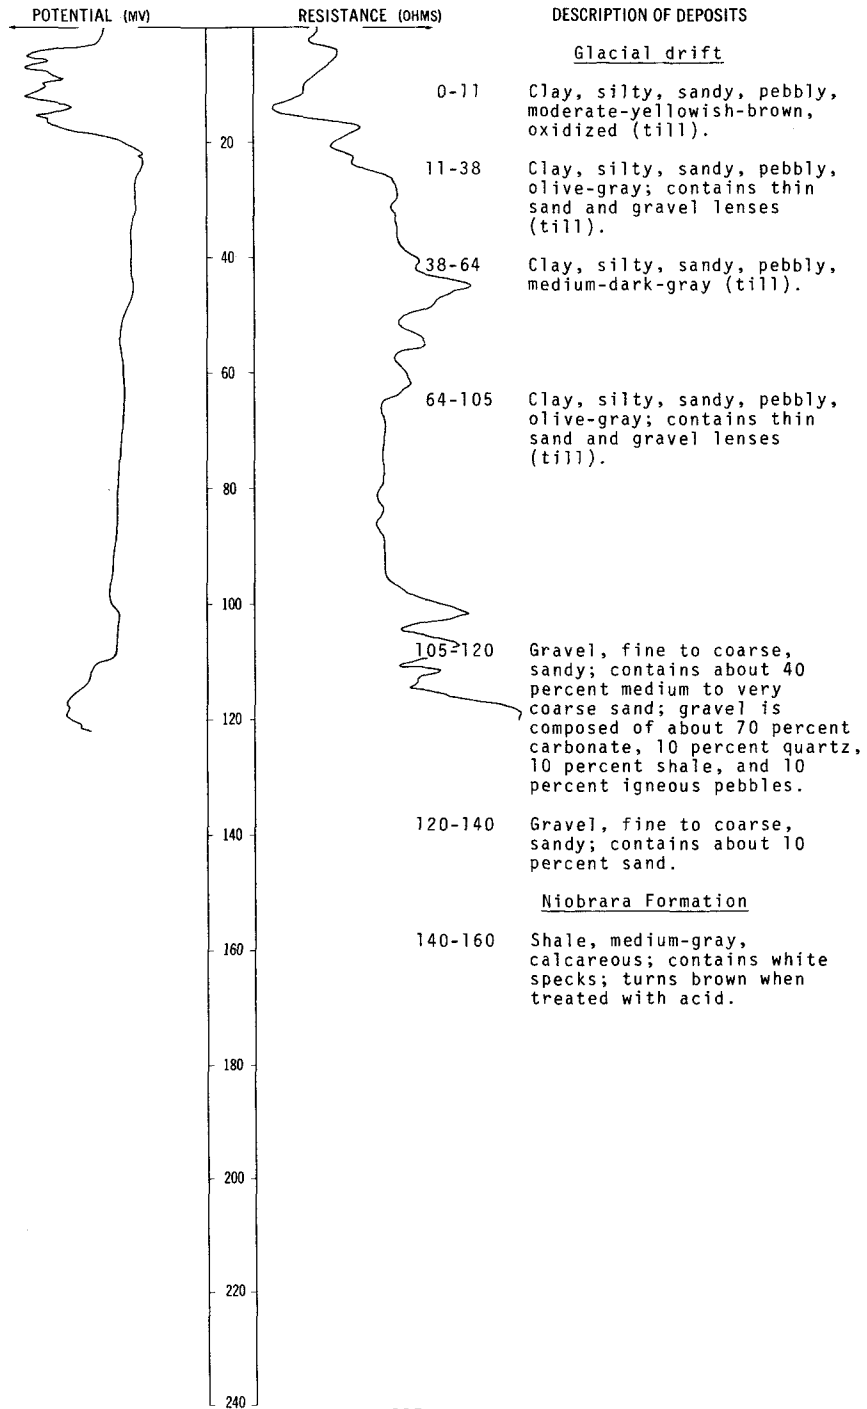 POTENTIAL (MV)
RESISTANCE (OHMS)
DESCRIPTION OF DEPOSITS
Glacial drift
0-11 Clay, silty, sandy, pebbly,
moderate-yellowish-brown,
oxidized (till).
20
11-38 Clay, silty, sandy, pebbly,
olive-gray; contains thin
sand and gravel lenses
(till).
40
38-64 Clay, silty, sandy, pebbly,
medium-dark-gray (till).
60
64-105 Clay, silty, sandy, pebbly,
olive-gray; contains thin
sand and gravel lenses
(till).
80
100
105-120 Gravel, fine to coarse,
sandy; contains about 40
percent medium to very
coarse sand; gravel is
composed of about 70 percent
carbonate, 10 percent quartz,
10 percent shale, and 10
percent igneous pebbles.
120
120-140 Gravel, fine to coarse,
sandy; contains about 10
percent sand.
140
Niobrara Formation
140-160 Shale, medium-gray,
calcareous; contains white
specks; turns brown when
treated with acid.
160
180
200
220
240